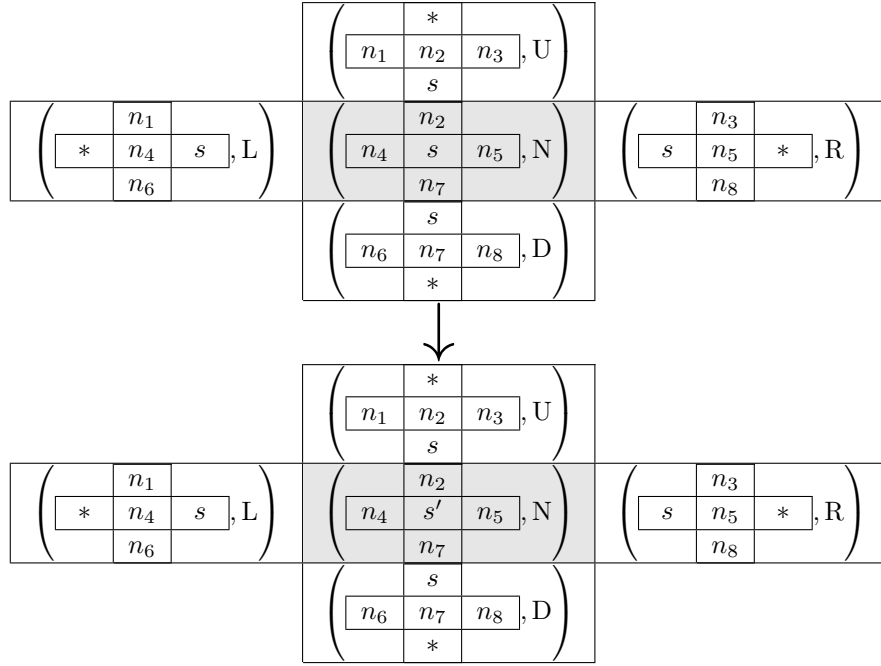 *
n₁ n₂ n₃ , U
s
n₁ n₂ n₃
* n₄ s , L n₄ s n₅ , N s n₅ * , R
n₆ n₇ n₈
s
n₆ n₇ n₈ , D
*
*
n₁ n₂ n₃ , U
s
n₁ n₂ n₃
* n₄ s , L n₄ s′ n₅ , N s n₅ * , R
n₆ n₇ n₈
s
n₆ n₇ n₈ , D
*